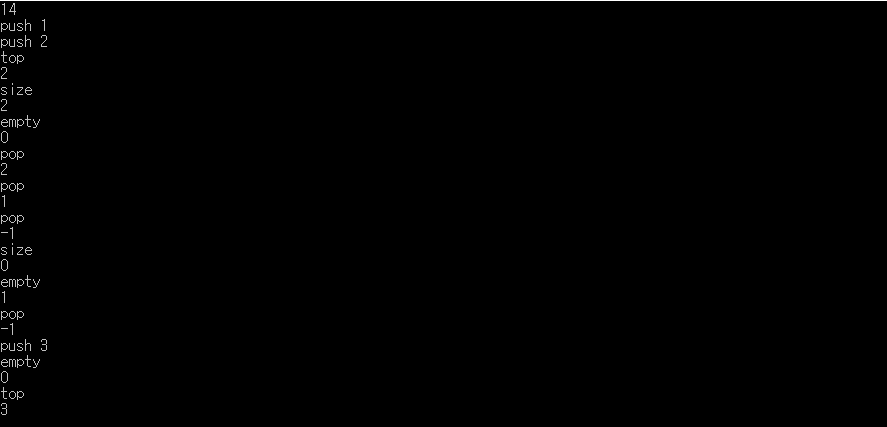 14
push 1
push 2
top
2
size
2
empty
0
pop
2
pop
1
pop
-1
size
0
empty
1
pop
-1
push 3
empty
0
top
3